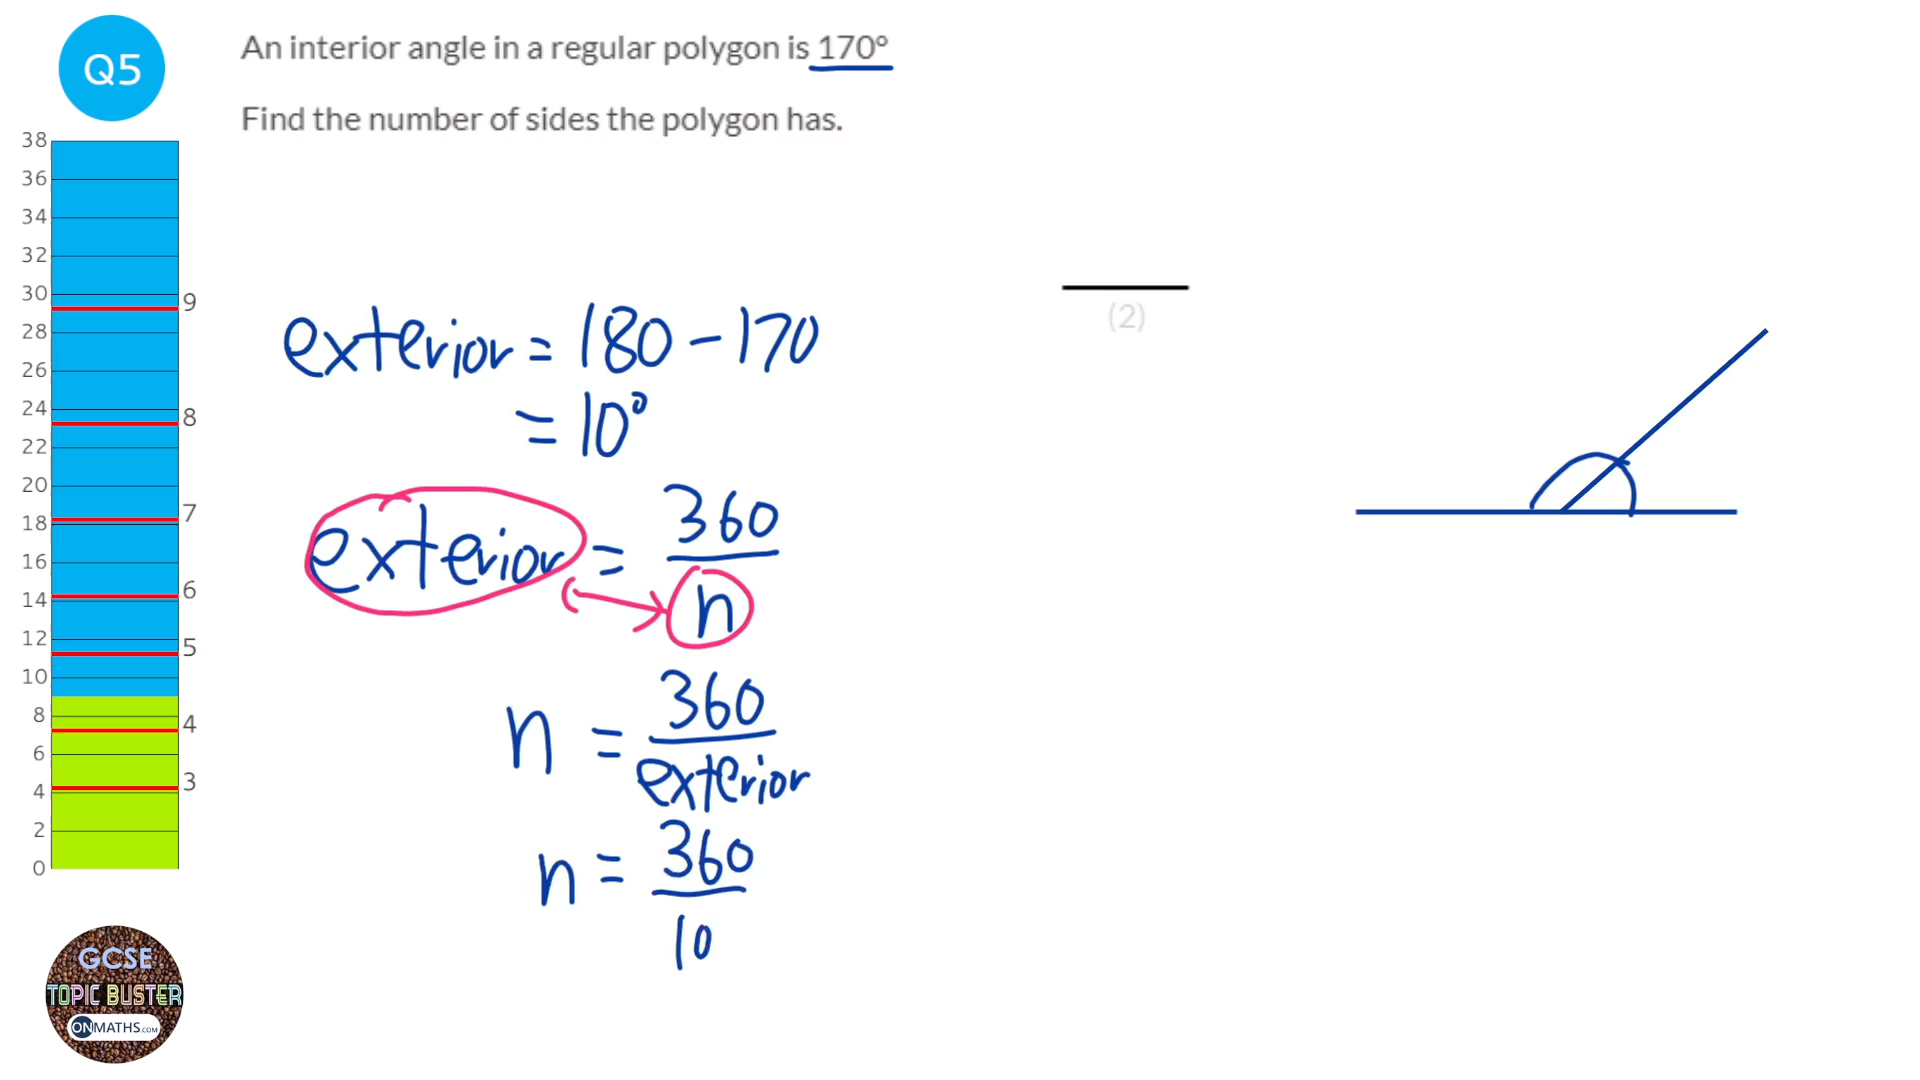 Q5
An interior angle in a regular polygon is 170°
Find the number of sides the polygon has.
(2)
38
36
34
32
30
28
26
24
22
20
18
16
14
12
10
8
6
4
2
0
9
8
7
6
5
4
3
exterior = 180 - 170
= 10°
exterior = 360
n
n = 360
exterior
n = 360
10
GCSE
TOPIC BUSTER
ONMATHS.COM